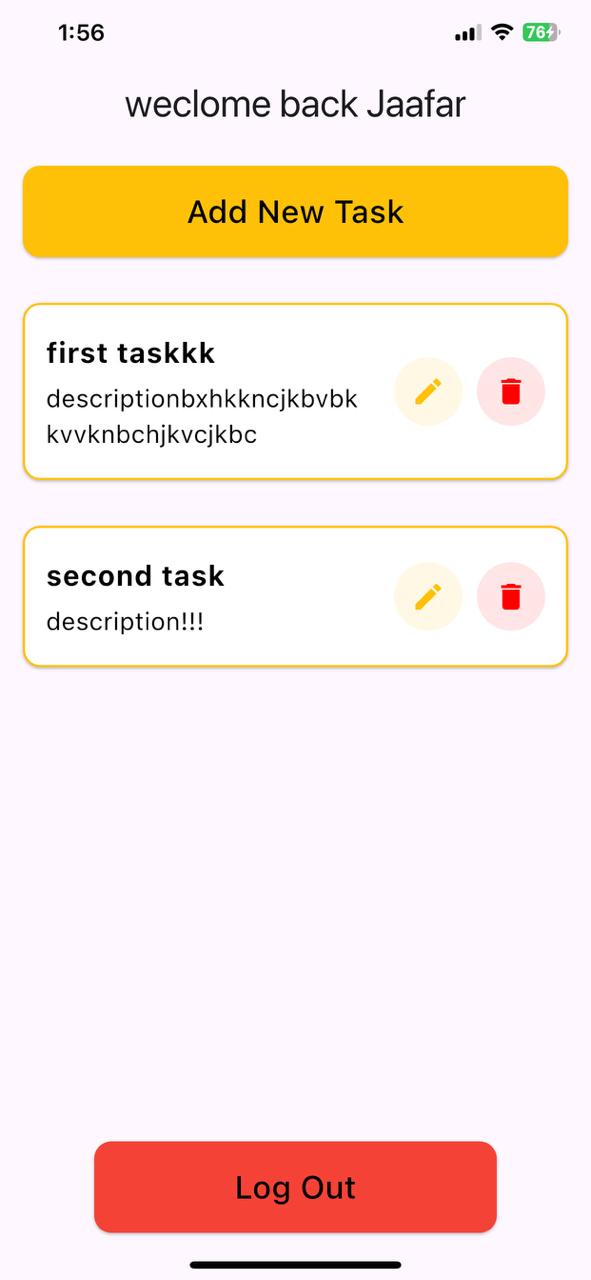 1:56
76
weclome back Jaafar
Add New Task
first taskkk
descriptionbxhkkncjkbvbk
kvvknbchjkvcjkbc
second task
description!!!
Log Out